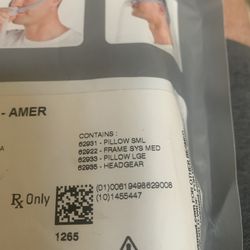 - AMER
CONTAINS :
62931 - PILLOW SML
62922 - FRAME SYS MED
62933 - PILLOW LGE
62935 - HEADGEAR
A
Rx Only
(01)00619498629008
(10)1455447
1265